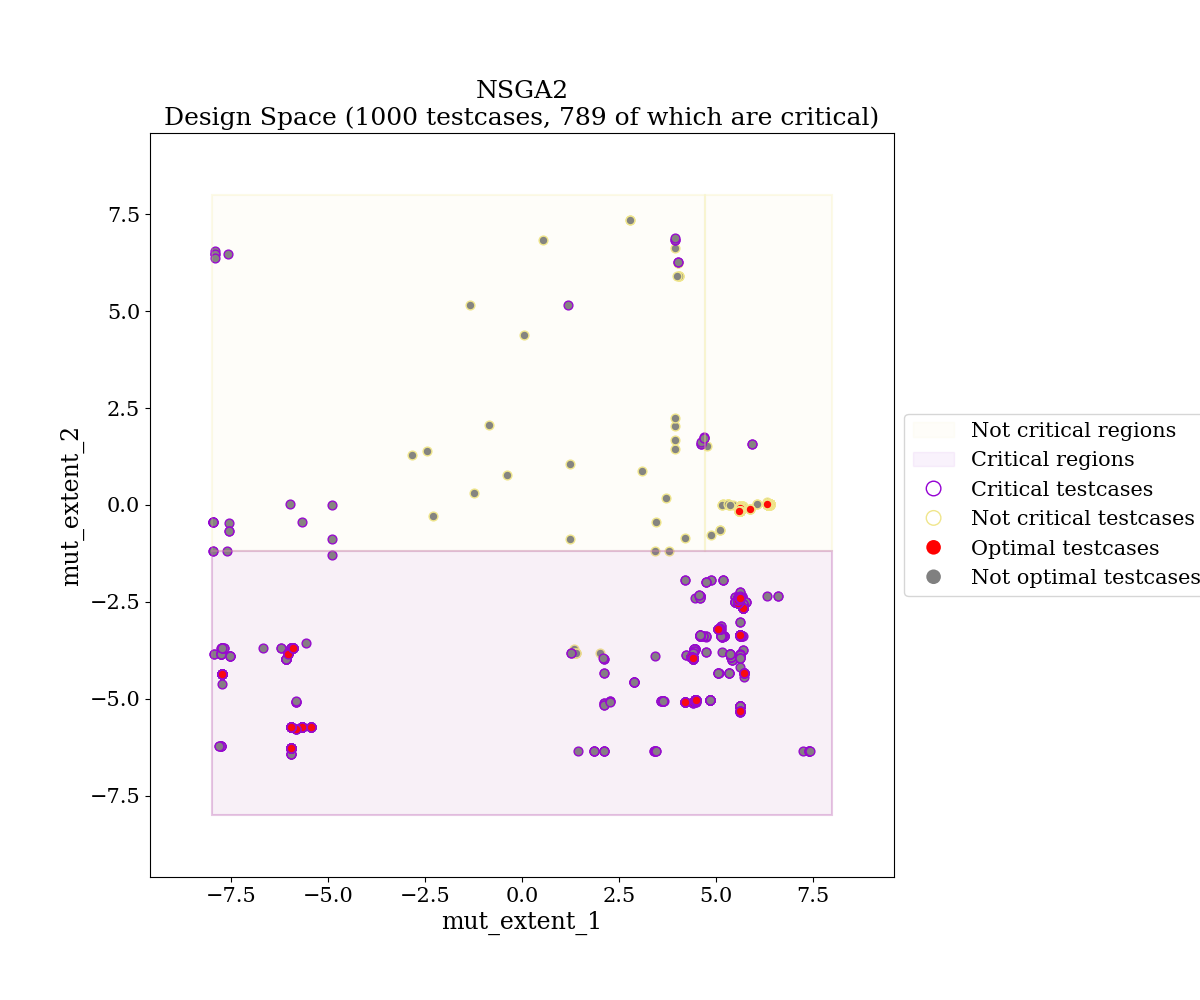 NSGA2
Design Space (1000 testcases, 789 of which are critical)
mut_extent_2
7.5
5.0
2.5
0.0
−2.5
−5.0
−7.5
−7.5
−5.0
−2.5
0.0
2.5
5.0
7.5
mut_extent_1
Not critical regions
Critical regions
Critical testcases
Not critical testcases
Optimal testcases
Not optimal testcases